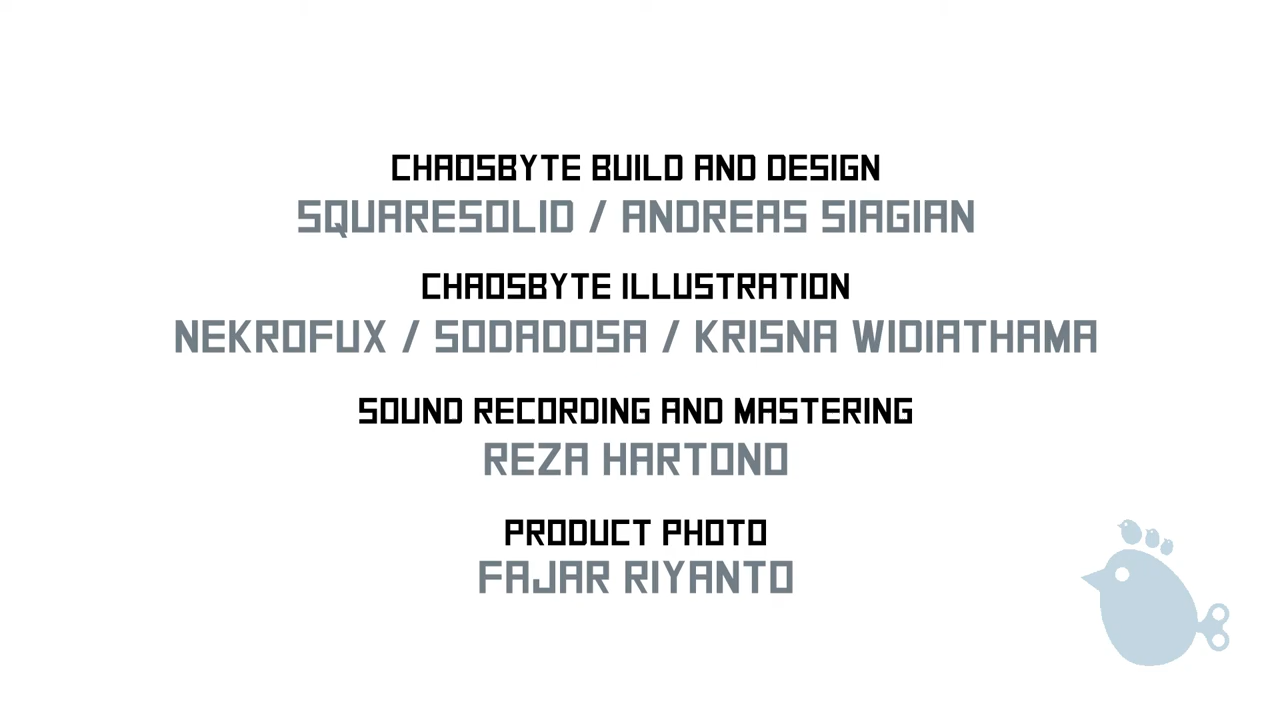 CHAOSBYTE BUILD AND DESIGN
SQUARESOLID / ANDREAS SIAGIAN
CHAOSBYTE ILLUSTRATION
NEKROFUX / SODADOSA / KRISNA WIDIATHAMA
SOUND RECORDING AND MASTERING
REZA HARTONO
PRODUCT PHOTO
FAJAR RIYANTO